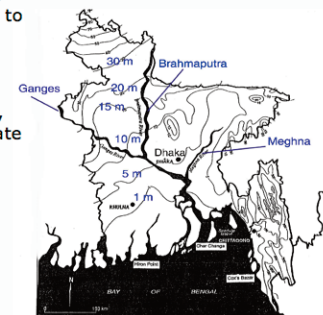 to
30 m
Brahmaputra
20 m
Ganges
15 m
ate
10 m
Meghna
Dhaka
DHAKA
5 m
1 m
KHULNA
CHITTAGONG
Char Changa
Hiron Point
Cox's Bazar
N
BAY OF BENGAL